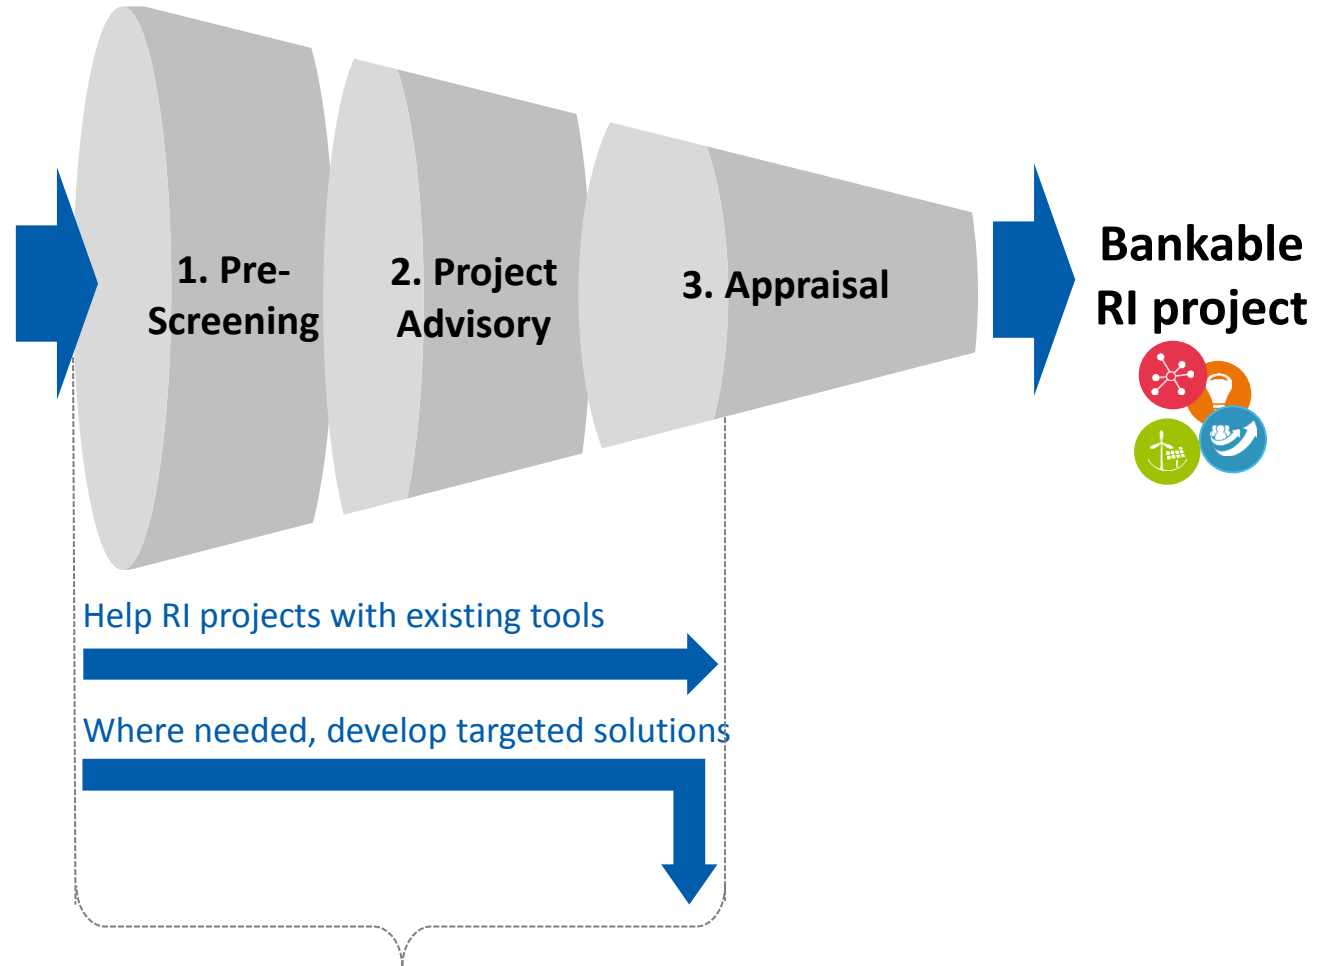 1. Pre-
Screening
2. Project
Advisory
3. Appraisal
Bankable
RI project
Help RI projects with existing tools
Where needed, develop targeted solutions